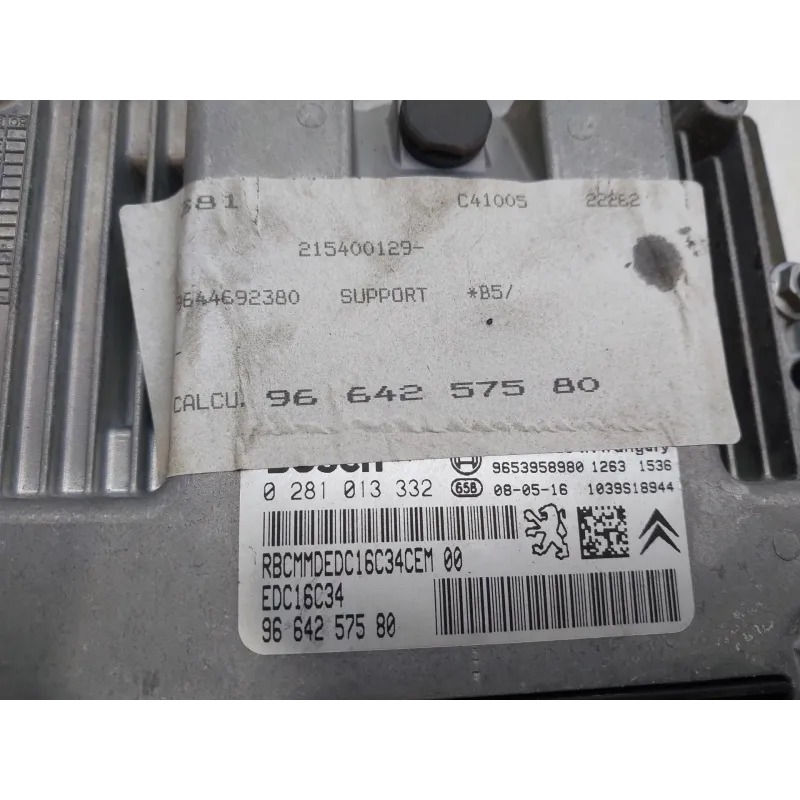 C41005 22262
215400129-
9644692380 SUPPORT *B5/
CALCU. 96 642 575 80
Bosch
9653958980 1263 1536
0 281 013 332 658 08-05-16 1039S18944
RBCMMDEDC16C34CEM 00
EDC16C34
96 642 575 80